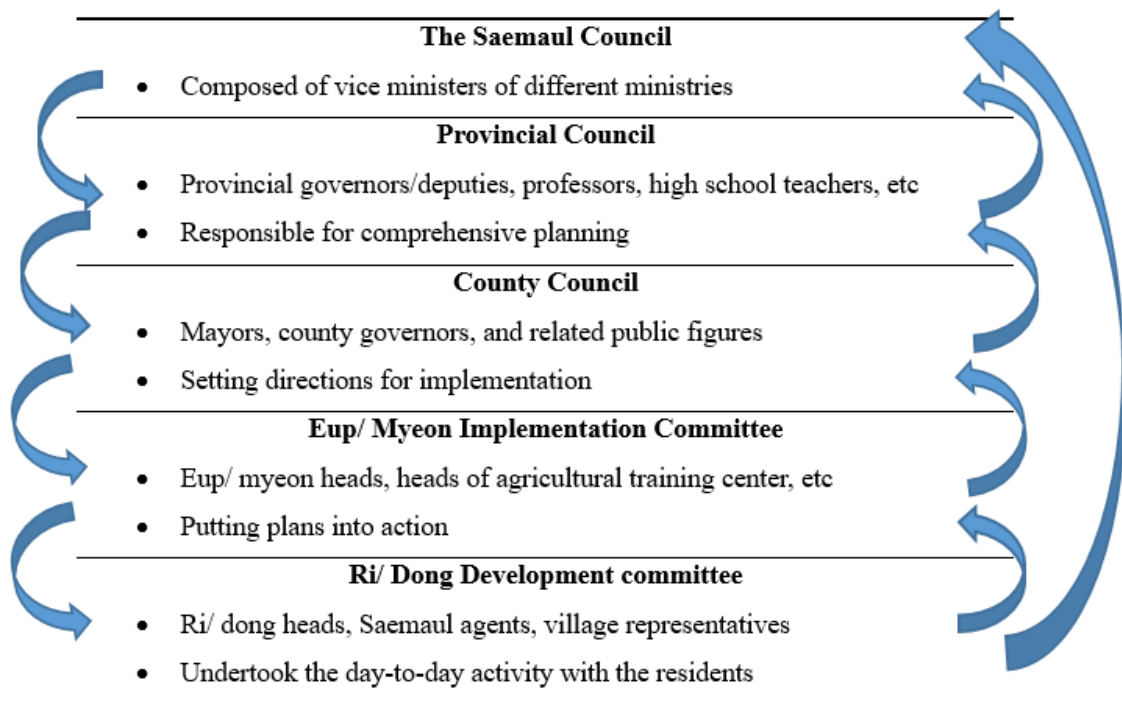 The Saemaul Council
• Composed of vice ministers of different ministries
Provincial Council
• Provincial governors/deputies, professors, high school teachers, etc
• Responsible for comprehensive planning
County Council
• Mayors, county governors, and related public figures
• Setting directions for implementation
Eup/ Myeon Implementation Committee
• Eup/ myeon heads, heads of agricultural training center, etc
• Putting plans into action
Ri/ Dong Development committee
• Ri/ dong heads, Saemaul agents, village representatives
• Undertook the day-to-day activity with the residents